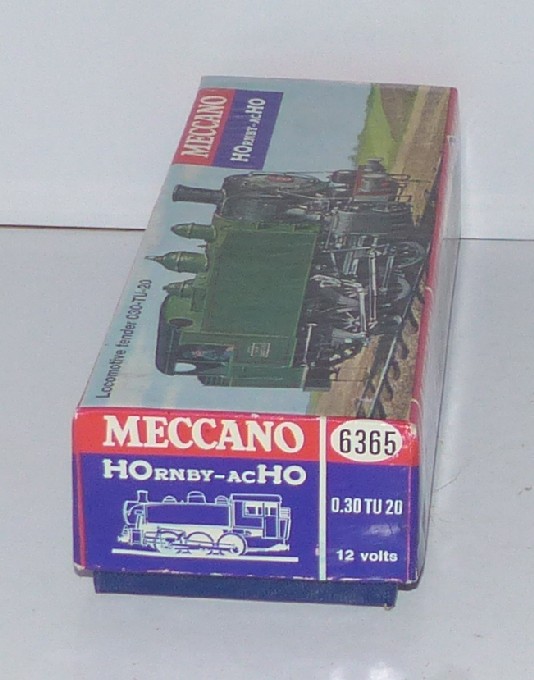 MECCANO
HORNBY-ACHO
Locomotive tender 030-TU-20
MECCANO
HORNBY-ACHO
6365
0.30 TU 20
12 volts